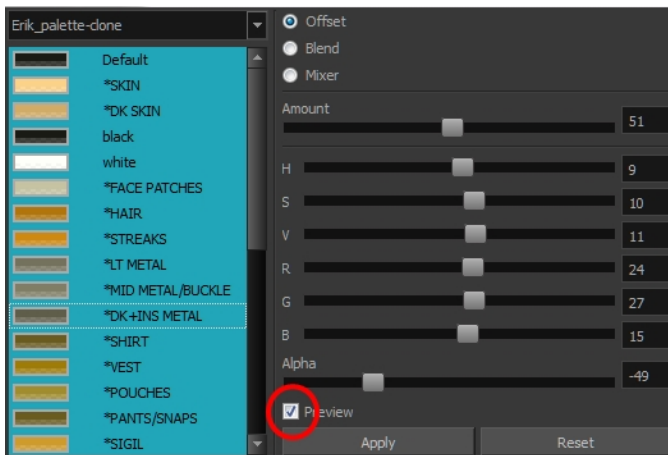 Erik_palette-clone
Default
*SKIN
*DK SKIN
black
white
*FACE PATCHES
*HAIR
*STREAKS
*LT METAL
*MID METAL/BUCKLE
*DK+INS METAL
*SHIRT
*VEST
*POUCHES
*PANTS/SNAPS
*SIGIL
Offset
Blend
Mixer
Amount
51
H 9
S 10
V 11
R 24
G 27
B 15
Alpha
-49
Preview
Apply Reset